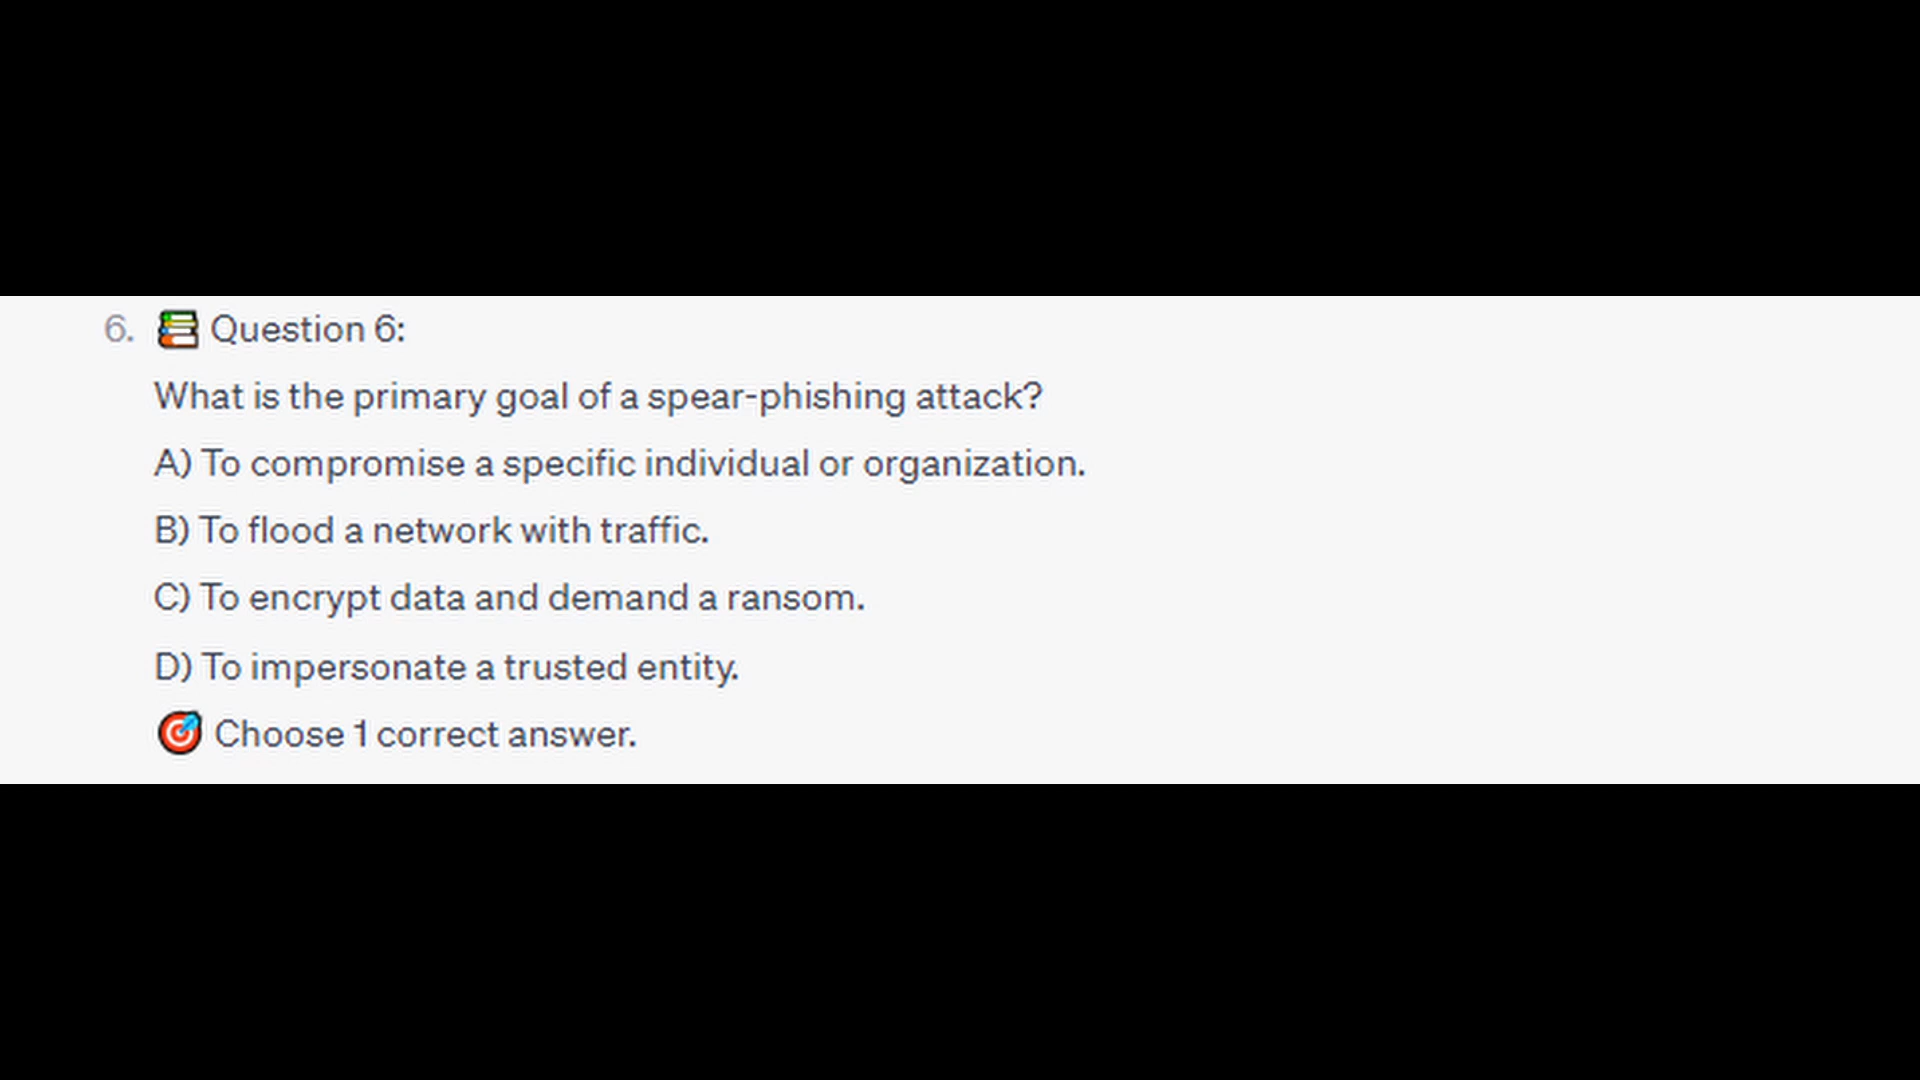 6. 📚 Question 6:
What is the primary goal of a spear-phishing attack?
A) To compromise a specific individual or organization.
B) To flood a network with traffic.
C) To encrypt data and demand a ransom.
D) To impersonate a trusted entity.
🎯 Choose 1 correct answer.